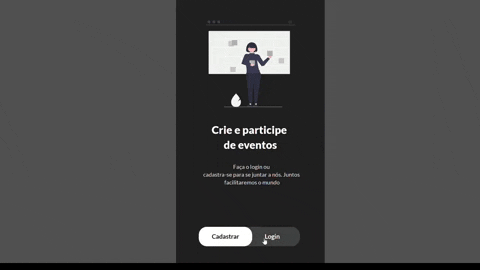 Crie e participe
de eventos
Faça o login ou
cadastra-se para se juntar a nós. Juntos
facilitaremos o mundo
Cadastrar
Login